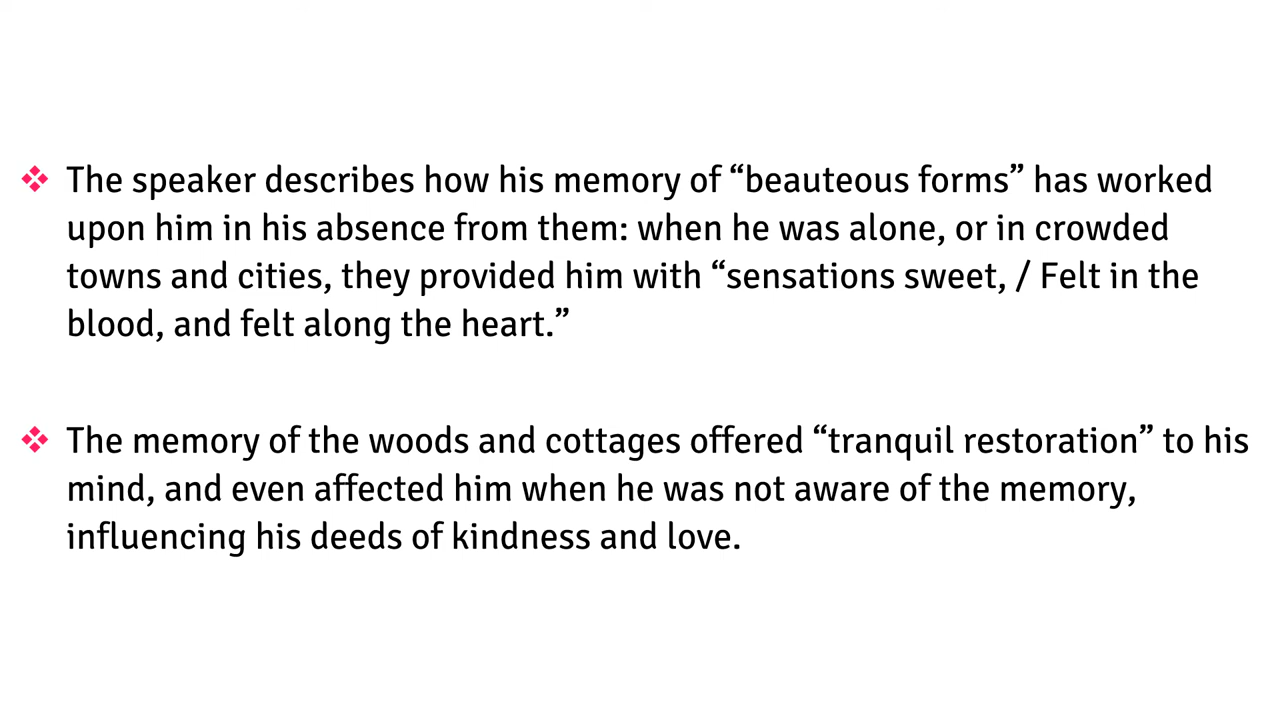 ❖ The speaker describes how his memory of “beauteous forms” has worked
upon him in his absence from them: when he was alone, or in crowded
towns and cities, they provided him with “sensations sweet, / Felt in the
blood, and felt along the heart.”
❖ The memory of the woods and cottages offered “tranquil restoration” to his
mind, and even affected him when he was not aware of the memory,
influencing his deeds of kindness and love.